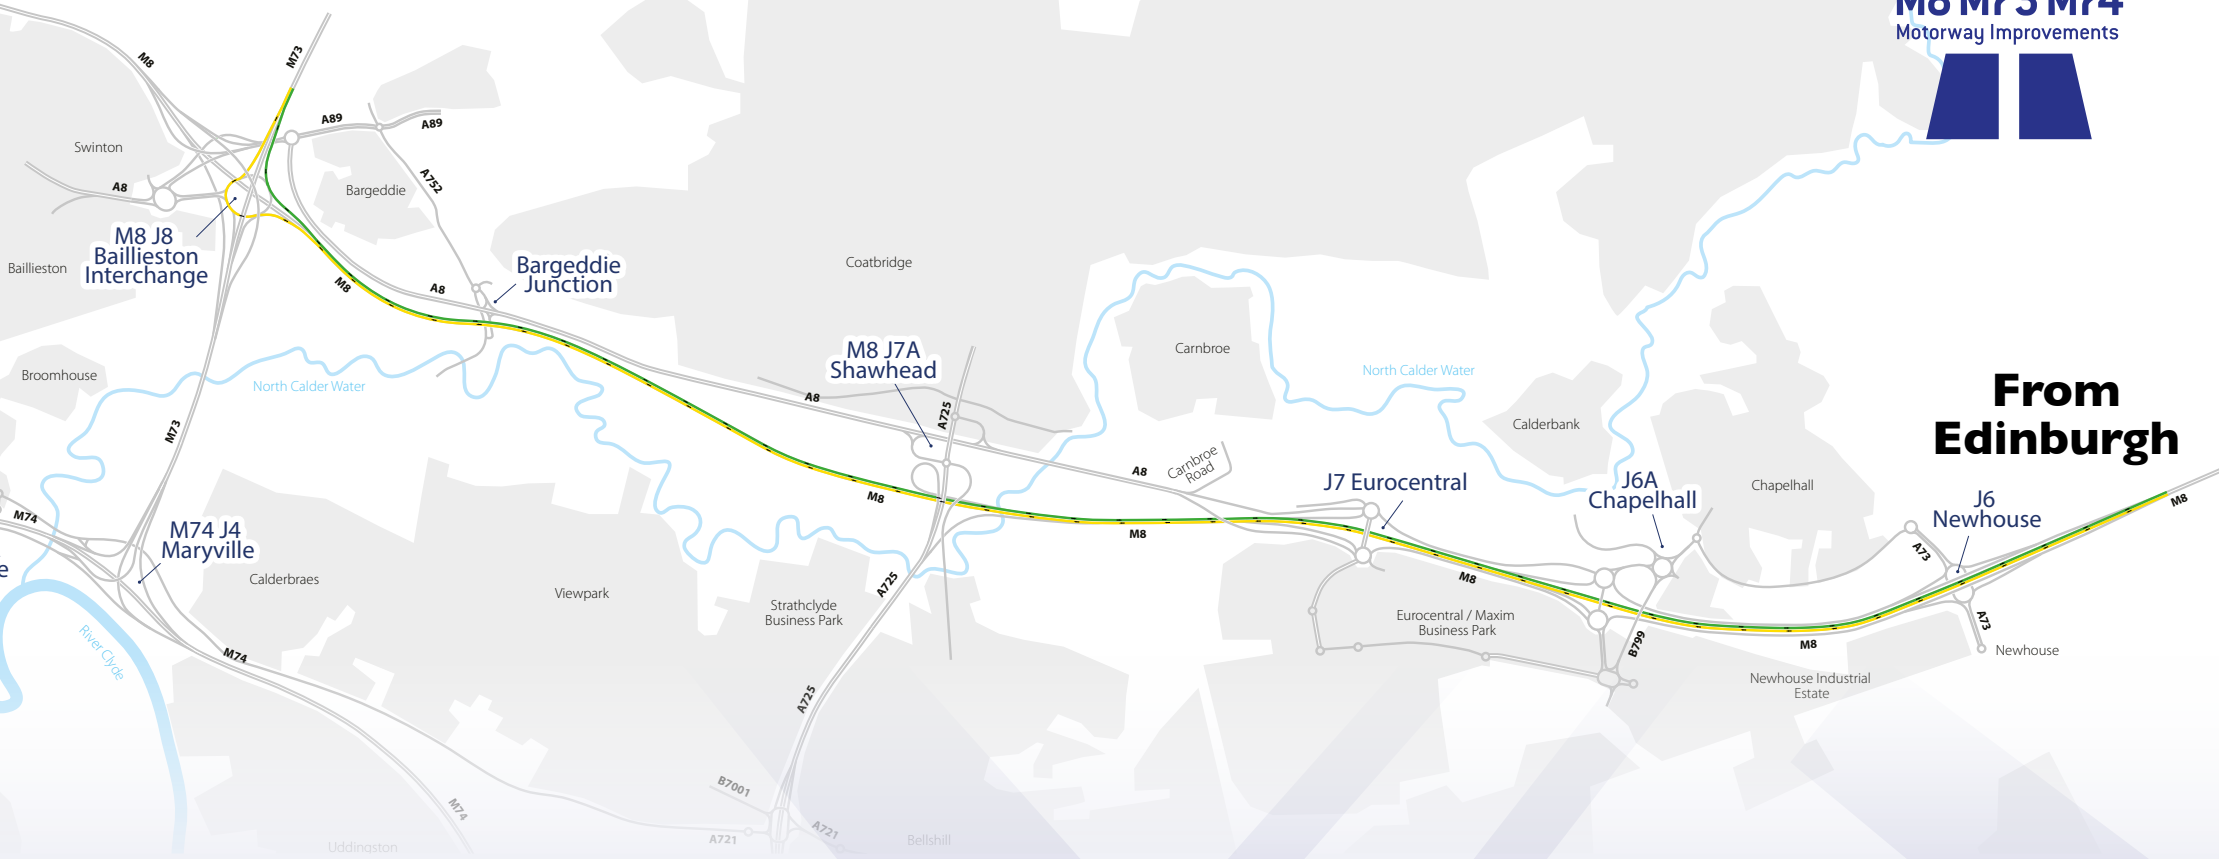 M8 M73 M74
Motorway Improvements
M8
M73
A89
A89
Swinton
A8
A752
Bargeddie
M8 J8
Baillieston
Interchange
Baillieston
M8
A8
Bargeddie
Junction
Coatbridge
Broomhouse
North Calder Water
M73
M8 J7A
Shawhead
A8
A725
Carnbroe
North Calder Water
Calderbank
From
Edinburgh
M8
A8
Carnbroe
Road
J7 Eurocentral
J6A
Chapelhall
Chapelhall
J6
Newhouse
M8
M74
M74 J4
Maryville
e
M8
A73
Calderbraes
Viewpark
A725
Strathclyde
Business Park
M8
Eurocentral / Maxim
Business Park
B799
M8
A73
Newhouse
River Clyde
M74
Newhouse Industrial
Estate
A725
B7001
M74
A721
A721
Bellshill
Uddingston